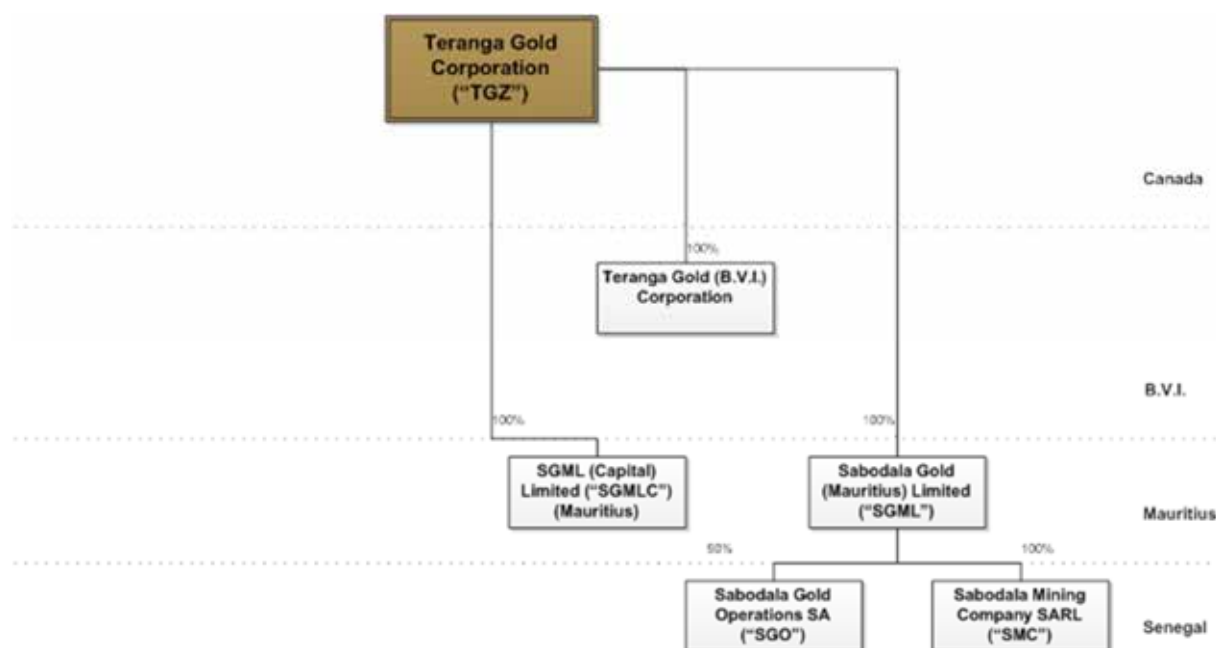 Teranga Gold
Corporation
(“TGZ”)
Canada
100%
Teranga Gold (B.V.I.)
Corporation
B.V.I.
100%
100%
SGML (Capital)
Limited (“SGMLC”)
(Mauritius)
Sabodala Gold
(Mauritius) Limited
(“SGML”)
Mauritius
50%
100%
Sabodala Gold
Operations SA
(“SGO”)
Sabodala Mining
Company SARL
(“SMC”)
Senegal